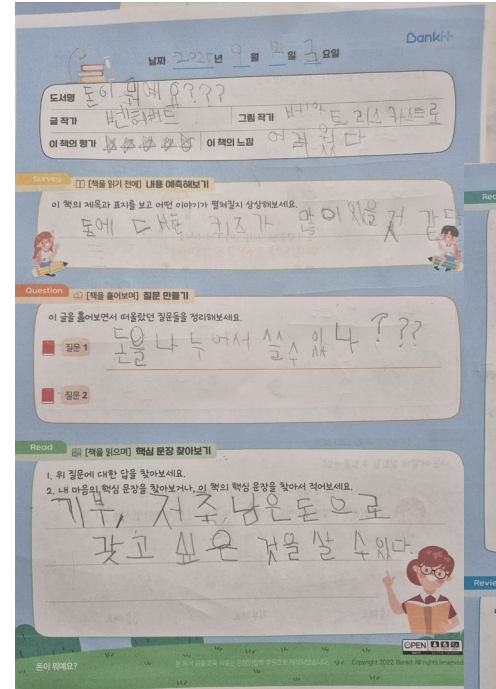 Banki
날짜 2025년 9월 일 금요일
도서명 돈이 뭐예요???
글 작가 벤 허버드 그림 작가 베아트리스 카스트로
이 책의 평가 ☆☆☆☆☆ 이 책의 느낌 어려웠다
Survey
[책을 읽기 전에] 내용 예측해보기
이 책의 제목과 표지를 보고 어떤 이야기가 펼쳐질지 상상해보세요.
돈에 대한 퀴즈가 많이 있을 것 같다
Question
[책을 훑어보며] 질문 만들기
이 글을 훑어보면서 떠올랐던 질문들을 정리해보세요.
질문 1 돈을 나누어서 쓸 수 있나???
질문 2
Read
[책을 읽으며] 핵심 문장 찾아보기
1. 위 질문에 대한 답을 찾아보세요.
2. 내 마음의 핵심 문장을 찾아보거나, 이 책의 핵심 문장을 찾아서 적어보세요.
기부, 저축, 남은 돈으로
갖고 싶은 것을 살 수 있다.
OPEN
돈이 뭐예요?
Copyright 2022. Banki. All rights reserved
Rec
Revie